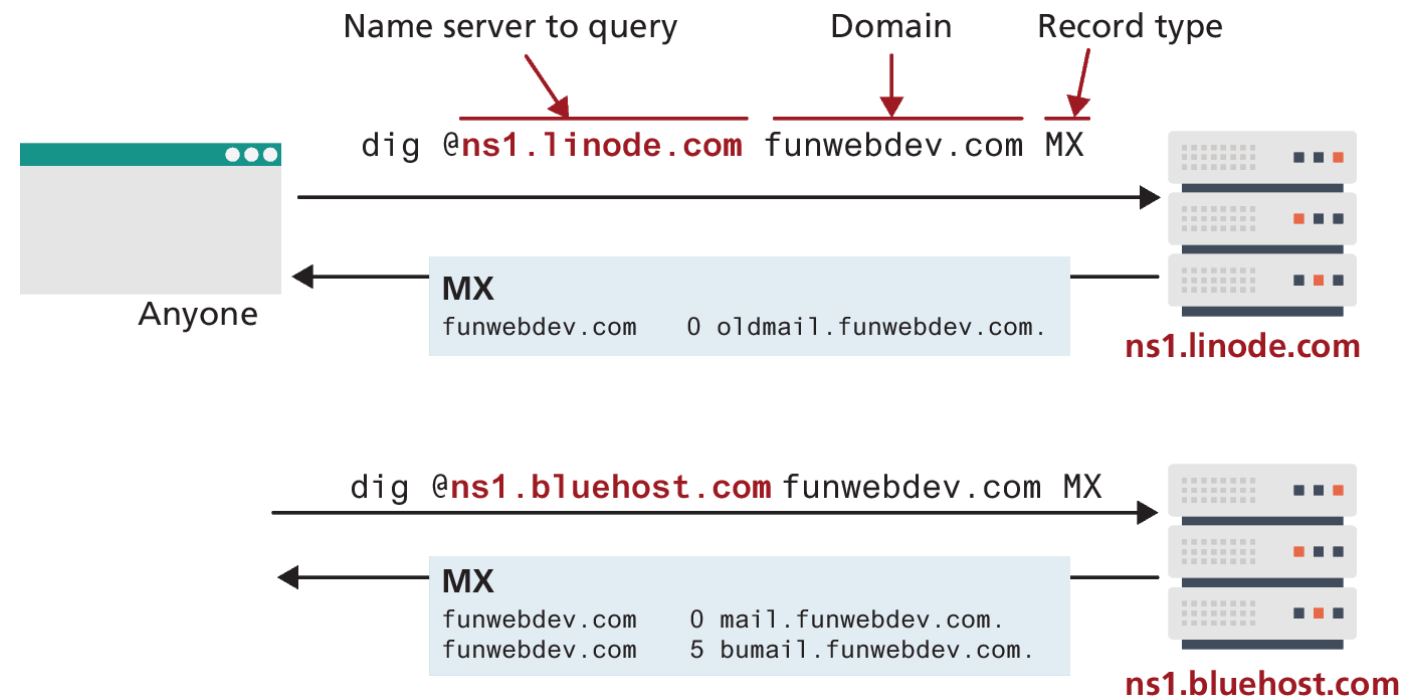 Name server to query Domain Record type
dig @ns1.linode.com funwebdev.com MX
MX
funwebdev.com 0 oldmail.funwebdev.com.
Anyone
ns1.linode.com
dig @ns1.bluehost.com funwebdev.com MX
MX
funwebdev.com 0 mail.funwebdev.com.
funwebdev.com 5 bumail.funwebdev.com.
ns1.bluehost.com